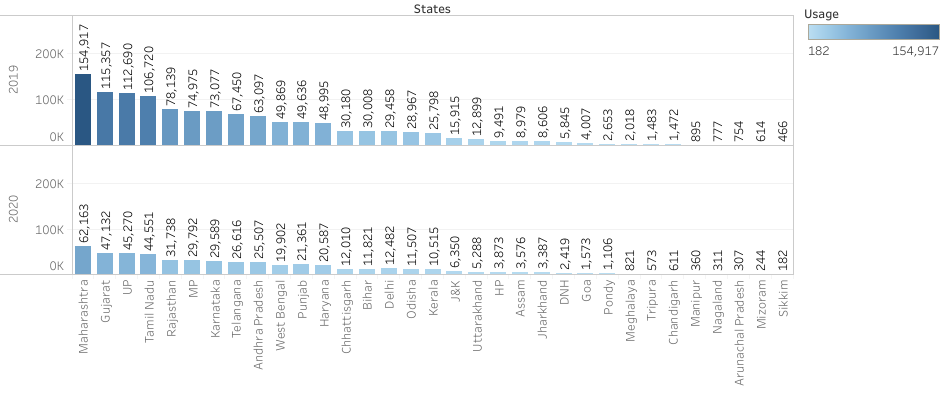 States
Usage
182 154,917
2019
200K
100K
0K
154,917 115,357 112,690 106,720 78,139 74,975 73,077 67,450 63,097 49,869 49,636 48,995 30,180 30,008 29,458 28,967 25,798 15,915 12,899 9,491 8,979 8,606 5,845 4,007 2,653 2,018 1,483 1,472 895 777 754 614 466
2020
200K
100K
0K
62,163 47,132 45,270 44,551 31,738 29,792 29,589 26,616 25,507 19,902 21,361 20,587 12,010 11,821 12,482 11,507 10,515 6,350 5,288 3,873 3,576 3,387 2,419 1,573 1,106 821 573 611 360 311 307 244 182
Maharashtra Gujarat UP Tamil Nadu Rajasthan MP Karnataka Telangana Andhra Pradesh West Bengal Punjab Haryana Chhattisgarh Bihar Delhi Odisha Kerala J&K Uttarakhand HP Assam Jharkhand DNH Goa Pondy Meghalaya Tripura Chandigarh Manipur Nagaland Arunachal Pradesh Mizoram Sikkim